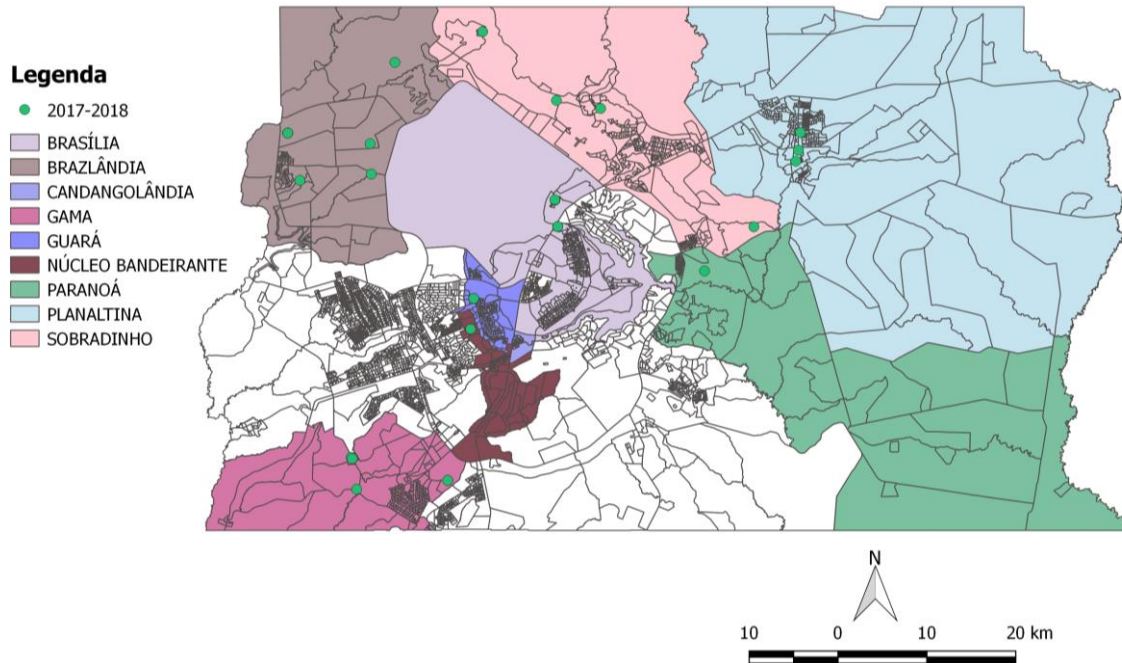 Legenda
2017-2018
BRASÍLIA
BRAZLÂNDIA
CANDANGOLÂNDIA
GAMA
GUARÁ
NÚCLEO BANDEIRANTE
PARANOÁ
PLANALTINA
SOBRADINHO
N
10 0 10 20 km